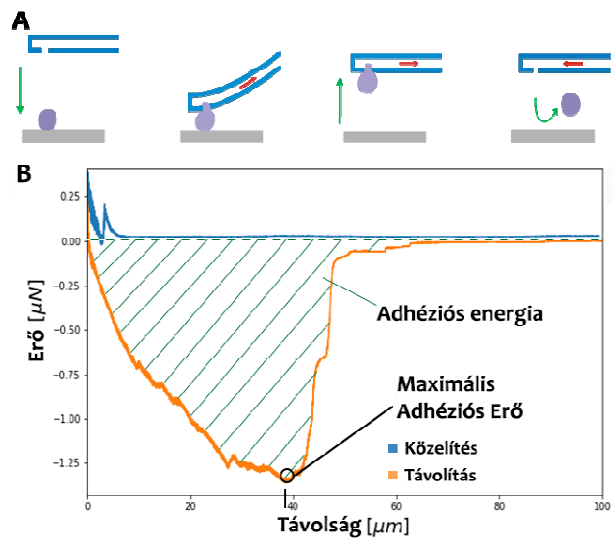 A
B
0.25
0.00
−0.25
−0.50
−0.75
−1.00
−1.25
Erő [μN]
Adhéziós energia
Maximális
Adhéziós Erő
Közelítés
Távolítás
0 20 40 60 80 100
Távolság [μm]